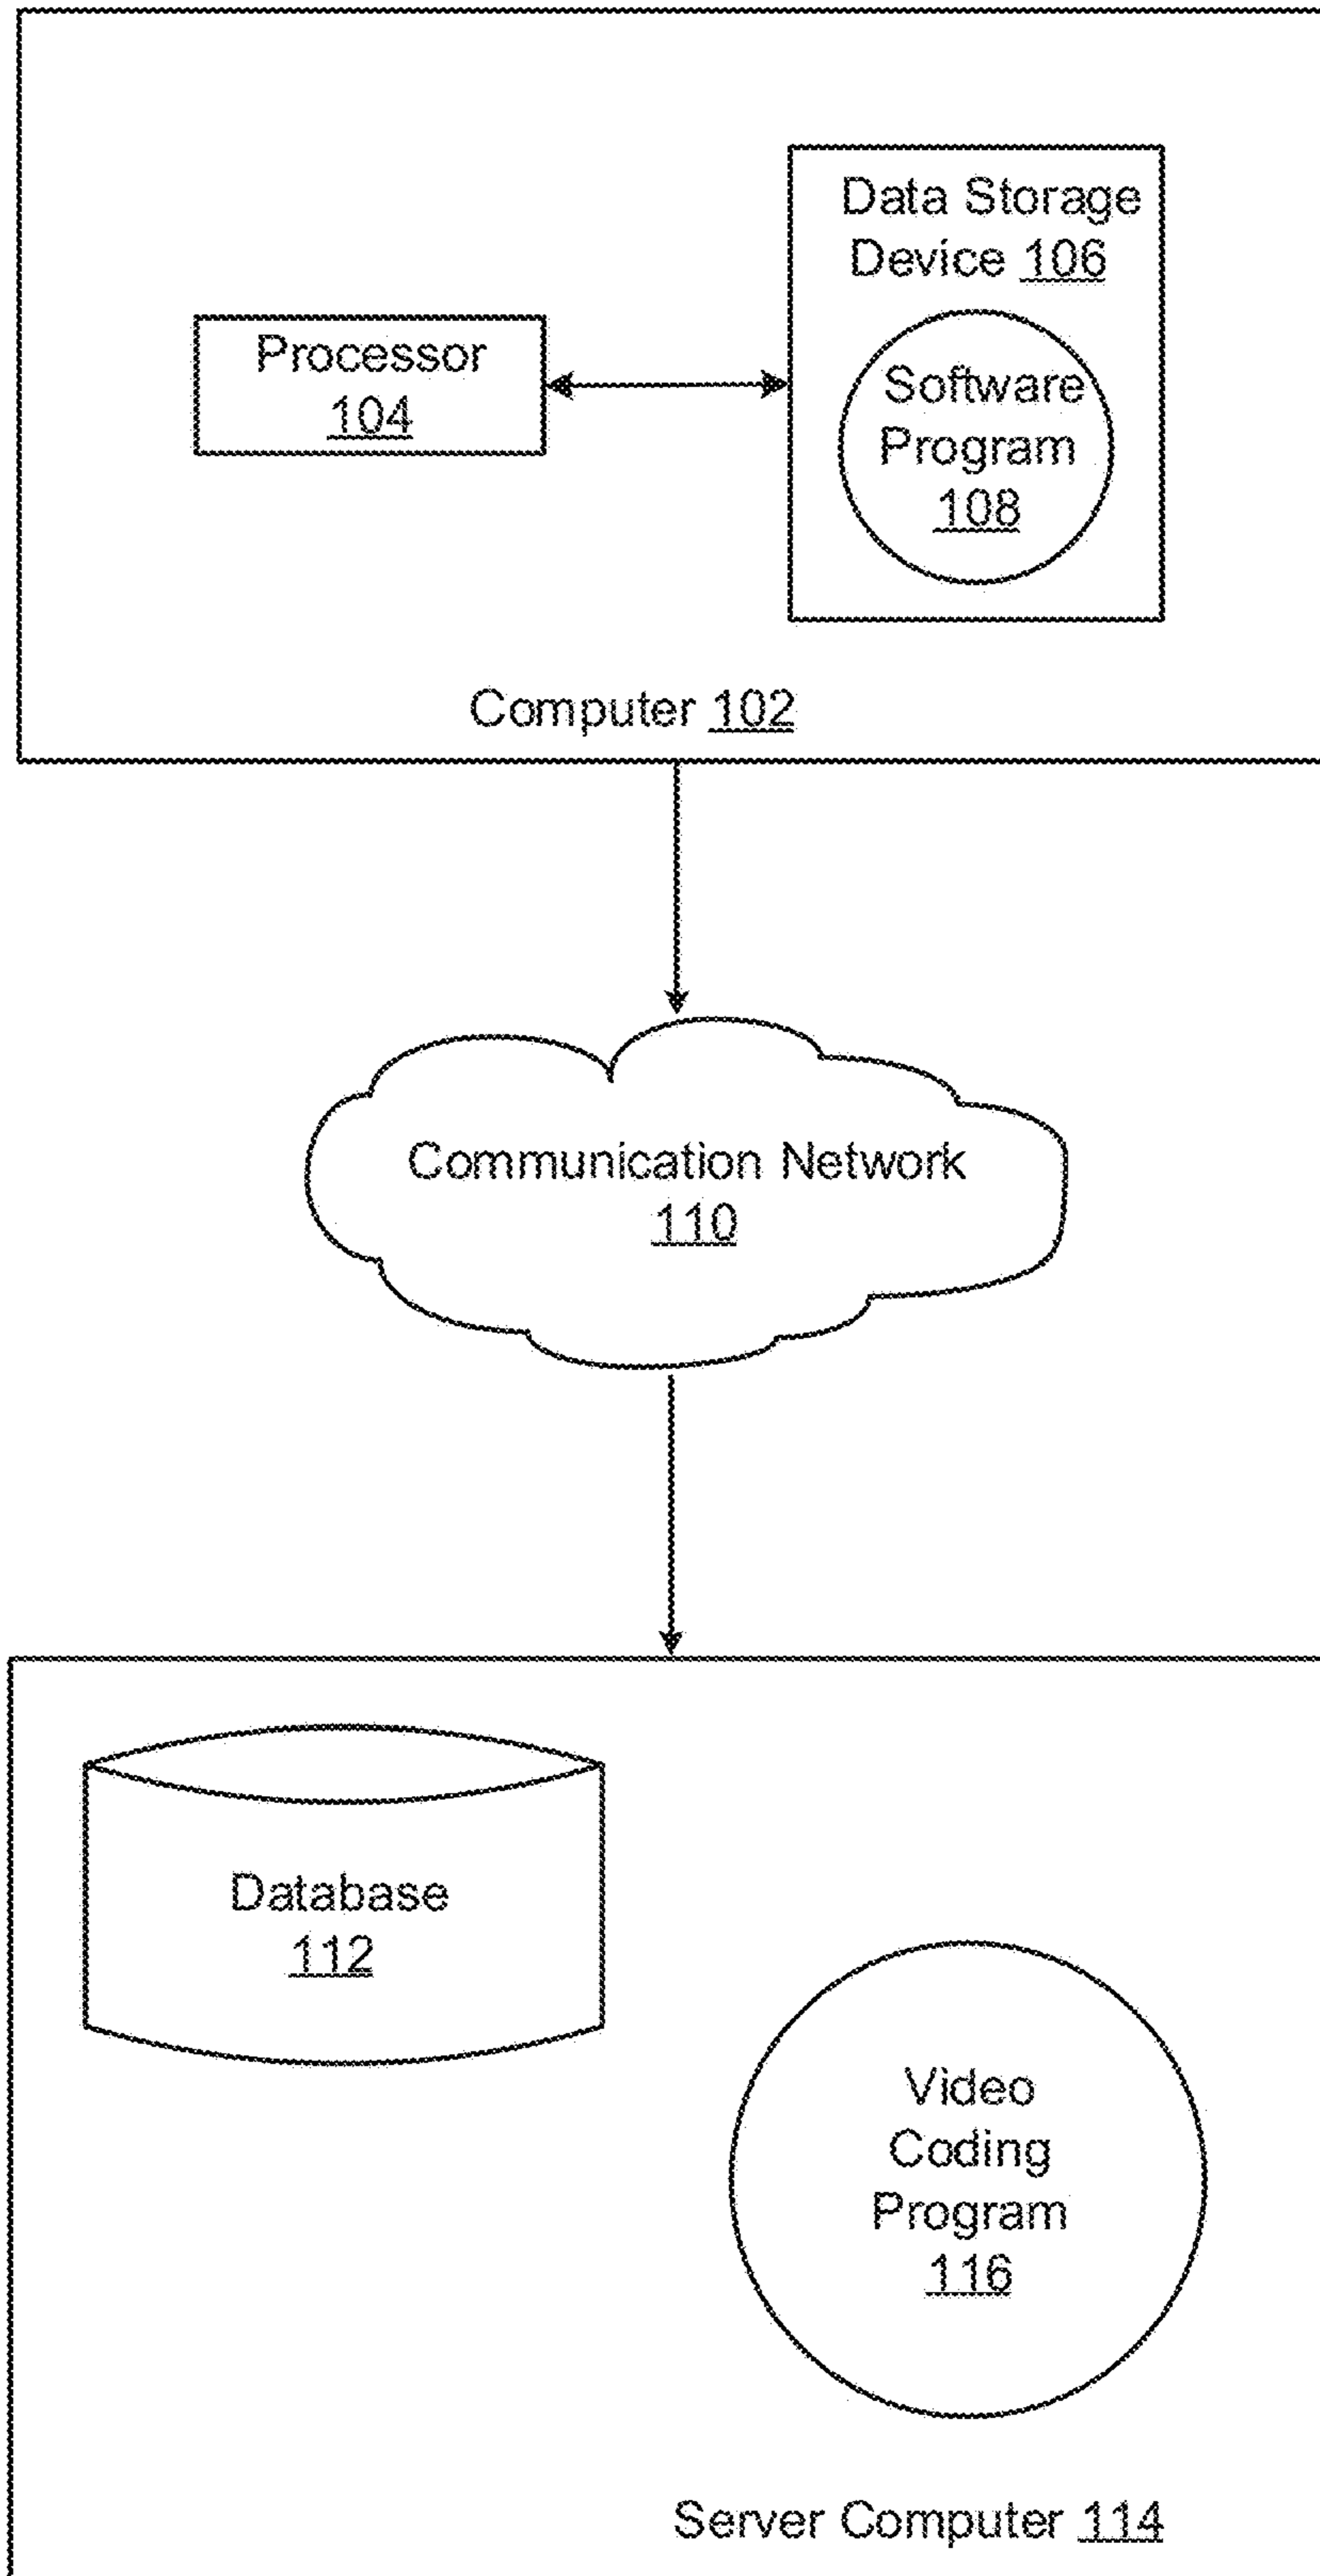 Data Storage
Device 106
Processor
104
Software
Program
108
Computer 102
Communication Network
110
Database
112
Video
Coding
Program
116
Server Computer 114